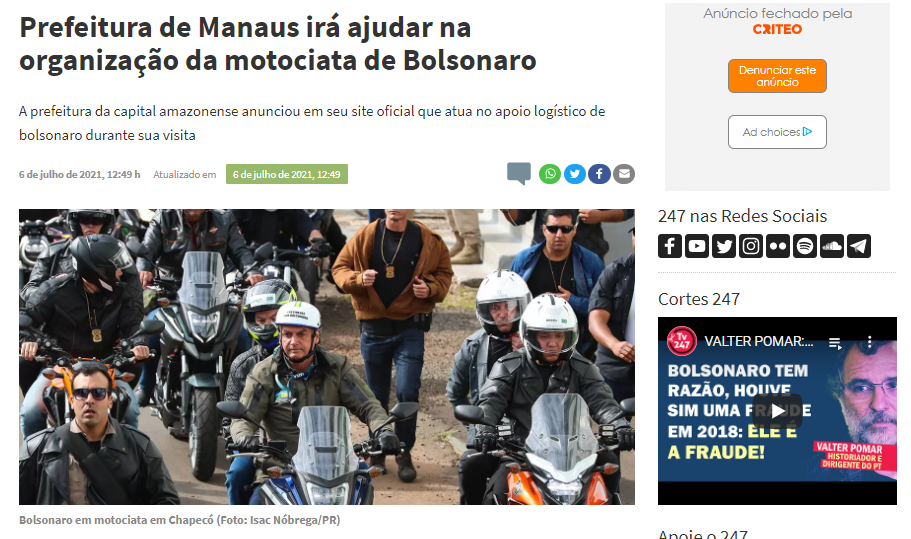 Prefeitura de Manaus irá ajudar na
organização da motociata de Bolsonaro
A prefeitura da capital amazonense anunciou em seu site oficial que atua no apoio logístico de
bolsonaro durante sua visita
6 de julho de 2021, 12:49 h Atualizado em 6 de julho de 2021, 12:49
Bolsonaro em motociata em Chapecó (Foto: Isac Nóbrega/PR)
Anúncio fechado pela
CRITEO
Denunciar este
anúncio
Ad choices
247 nas Redes Sociais
Cortes 247
Tv
247
VALTER POMAR:...
BOLSONARO TEM
RAZÃO, HOUVE
SIM UMA FRAUDE
EM 2018: ELE É
A FRAUDE!
VALTER POMAR
HISTORIADOR E
DIRIGENTE DO PT
Apoie o 247